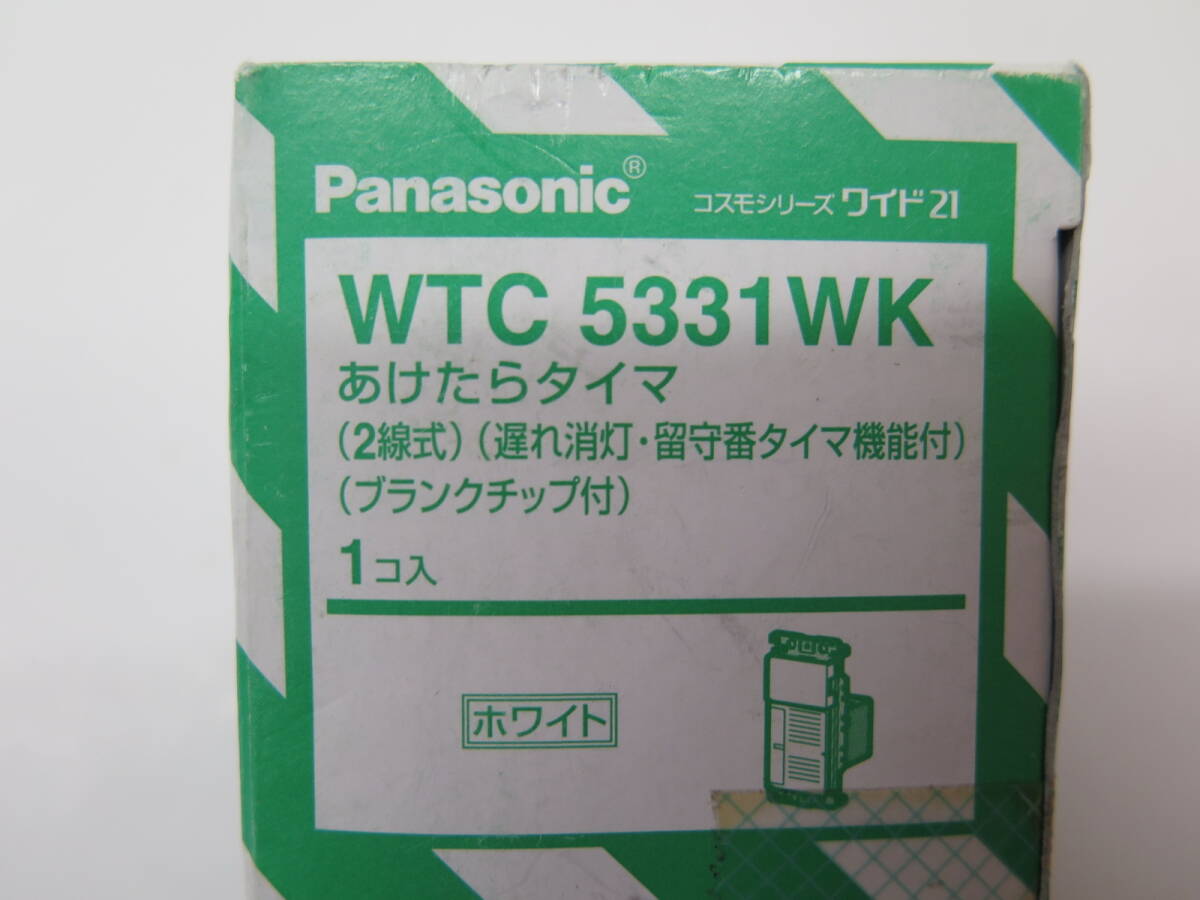 Panasonic®
コスモシリーズ ワイド21
WTC 5331WK
あけたらタイマ
(2線式)(遅れ消灯・留守番タイマ機能付)
(ブランクチップ付)
1コ入
ホワイト